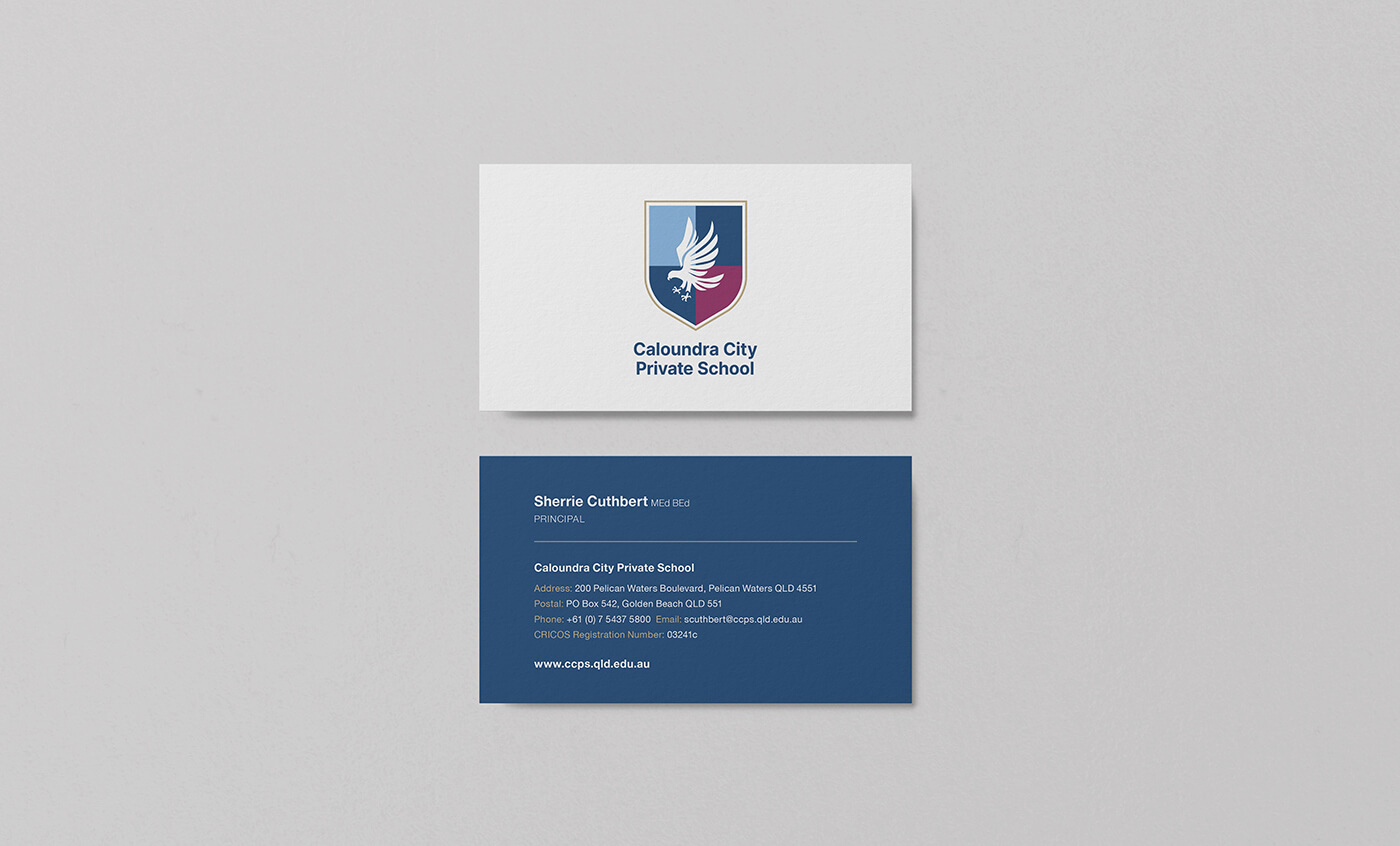 Caloundra City
Private School
Sherrie Cuthbert MEd BEd
PRINCIPAL
Caloundra City Private School
Address: 200 Pelican Waters Boulevard, Pelican Waters QLD 4551
Postal: PO Box 542, Golden Beach QLD 551
Phone: +61 (0) 7 5437 5800 Email: scuthbert@ccps.qld.edu.au
CRICOS Registration Number: 03241c
www.ccps.qld.edu.au